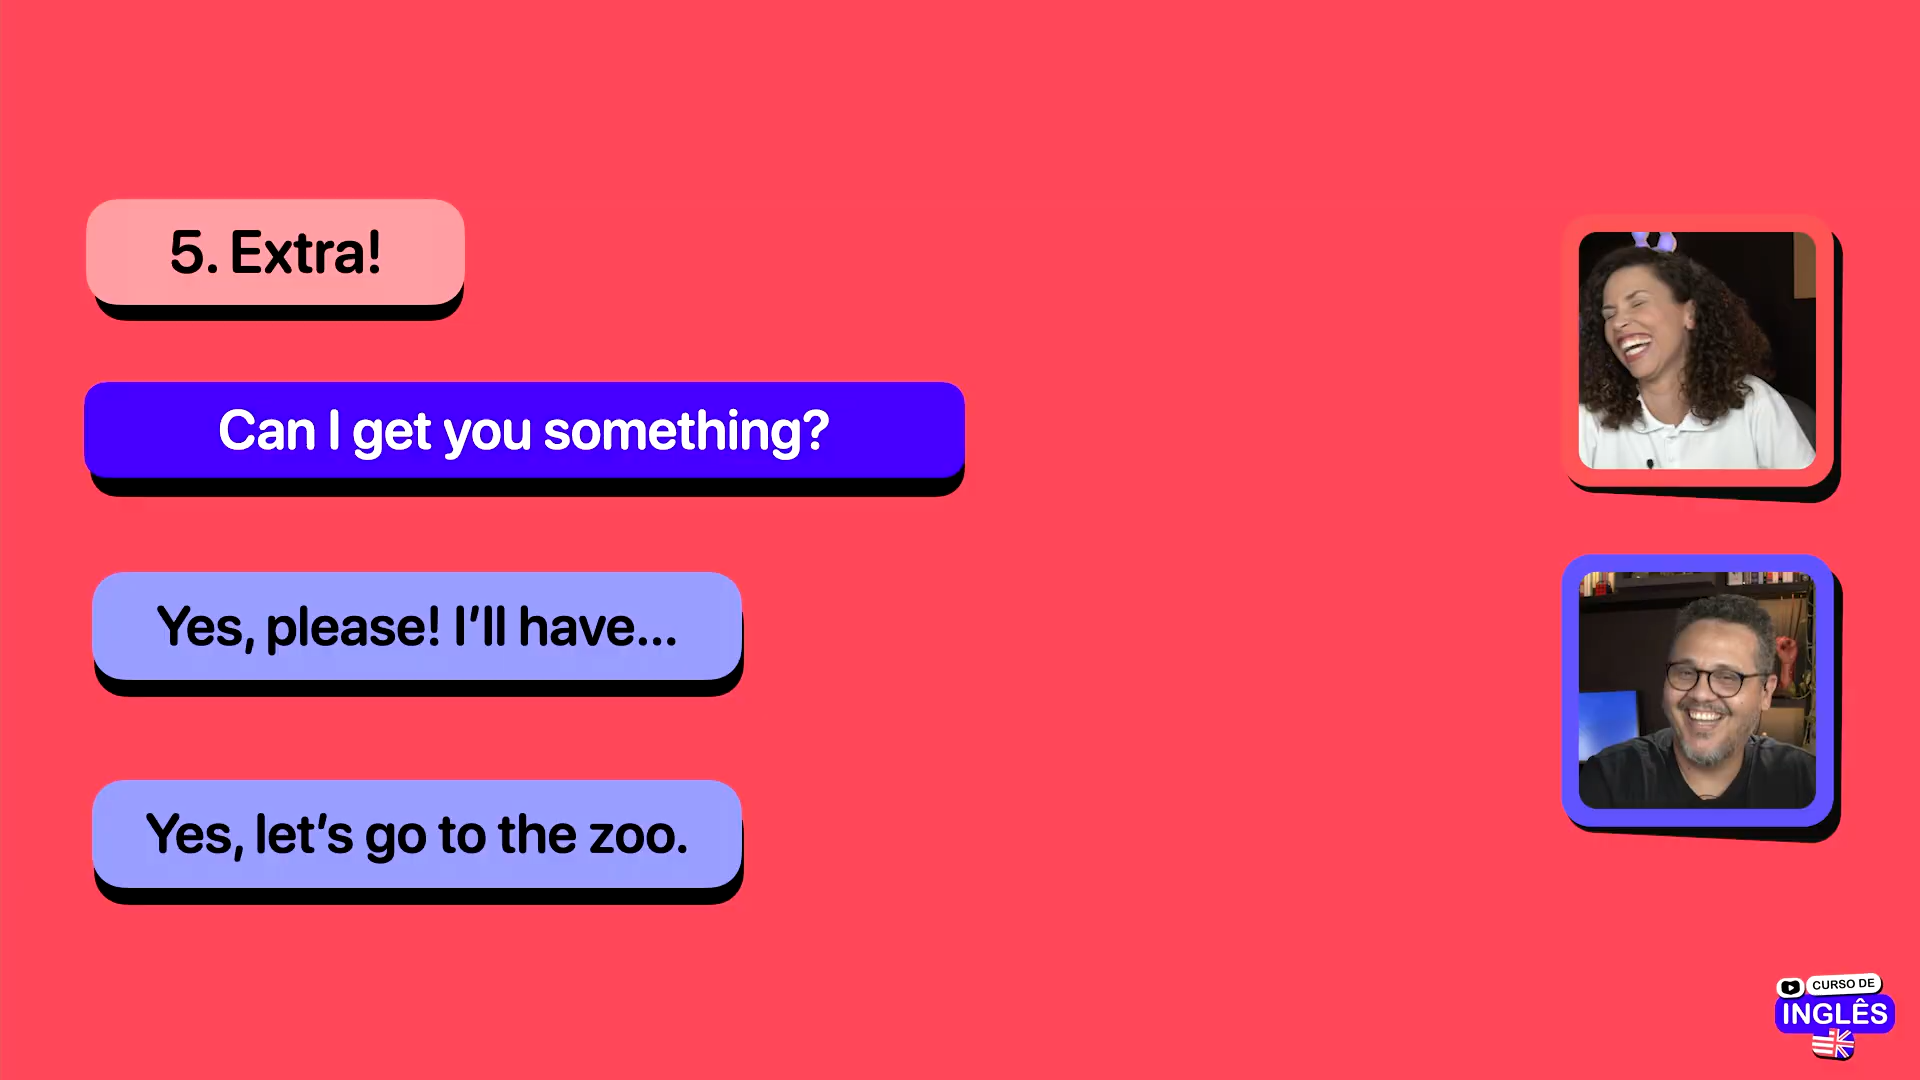 5. Extra!
Can I get you something?
Yes, please! I’ll have...
Yes, let’s go to the zoo.
CURSO DE
INGLÊS